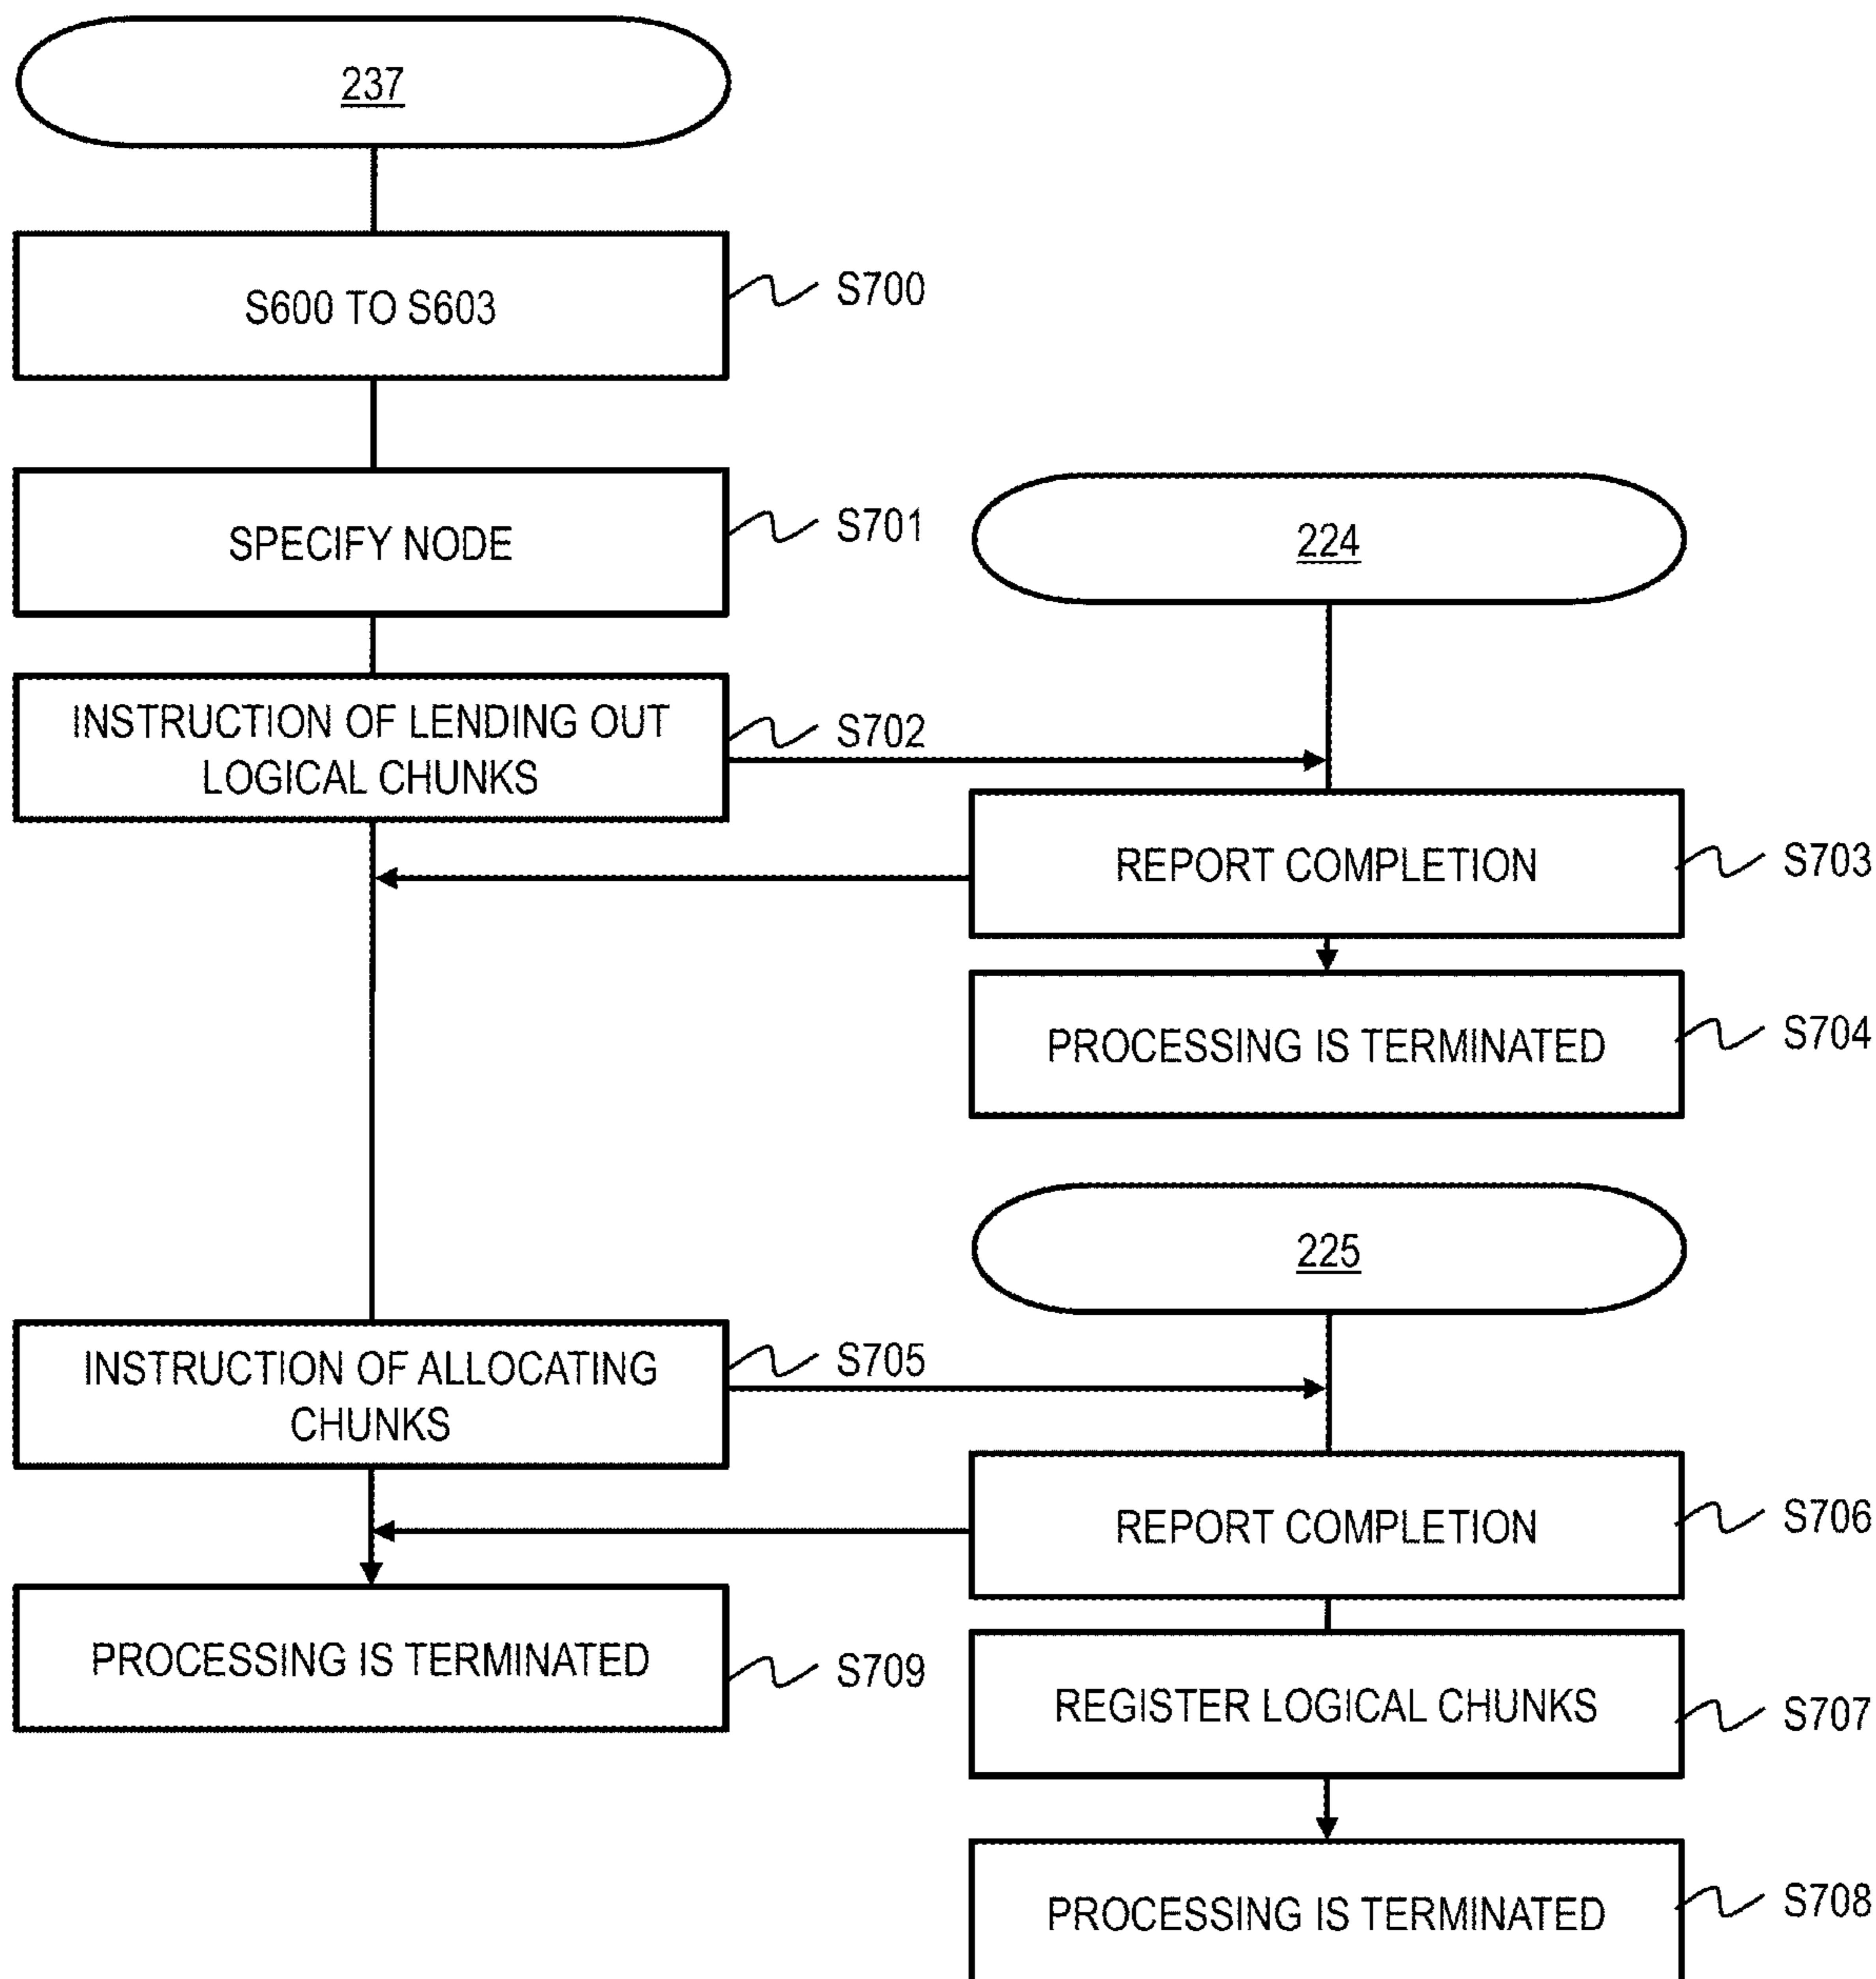 237
S600 TO S603
S700
SPECIFY NODE
S701
224
INSTRUCTION OF LENDING OUT
LOGICAL CHUNKS
S702
REPORT COMPLETION
S703
PROCESSING IS TERMINATED
S704
225
INSTRUCTION OF ALLOCATING
CHUNKS
S705
REPORT COMPLETION
S706
PROCESSING IS TERMINATED
S709
REGISTER LOGICAL CHUNKS
S707
PROCESSING IS TERMINATED
S708